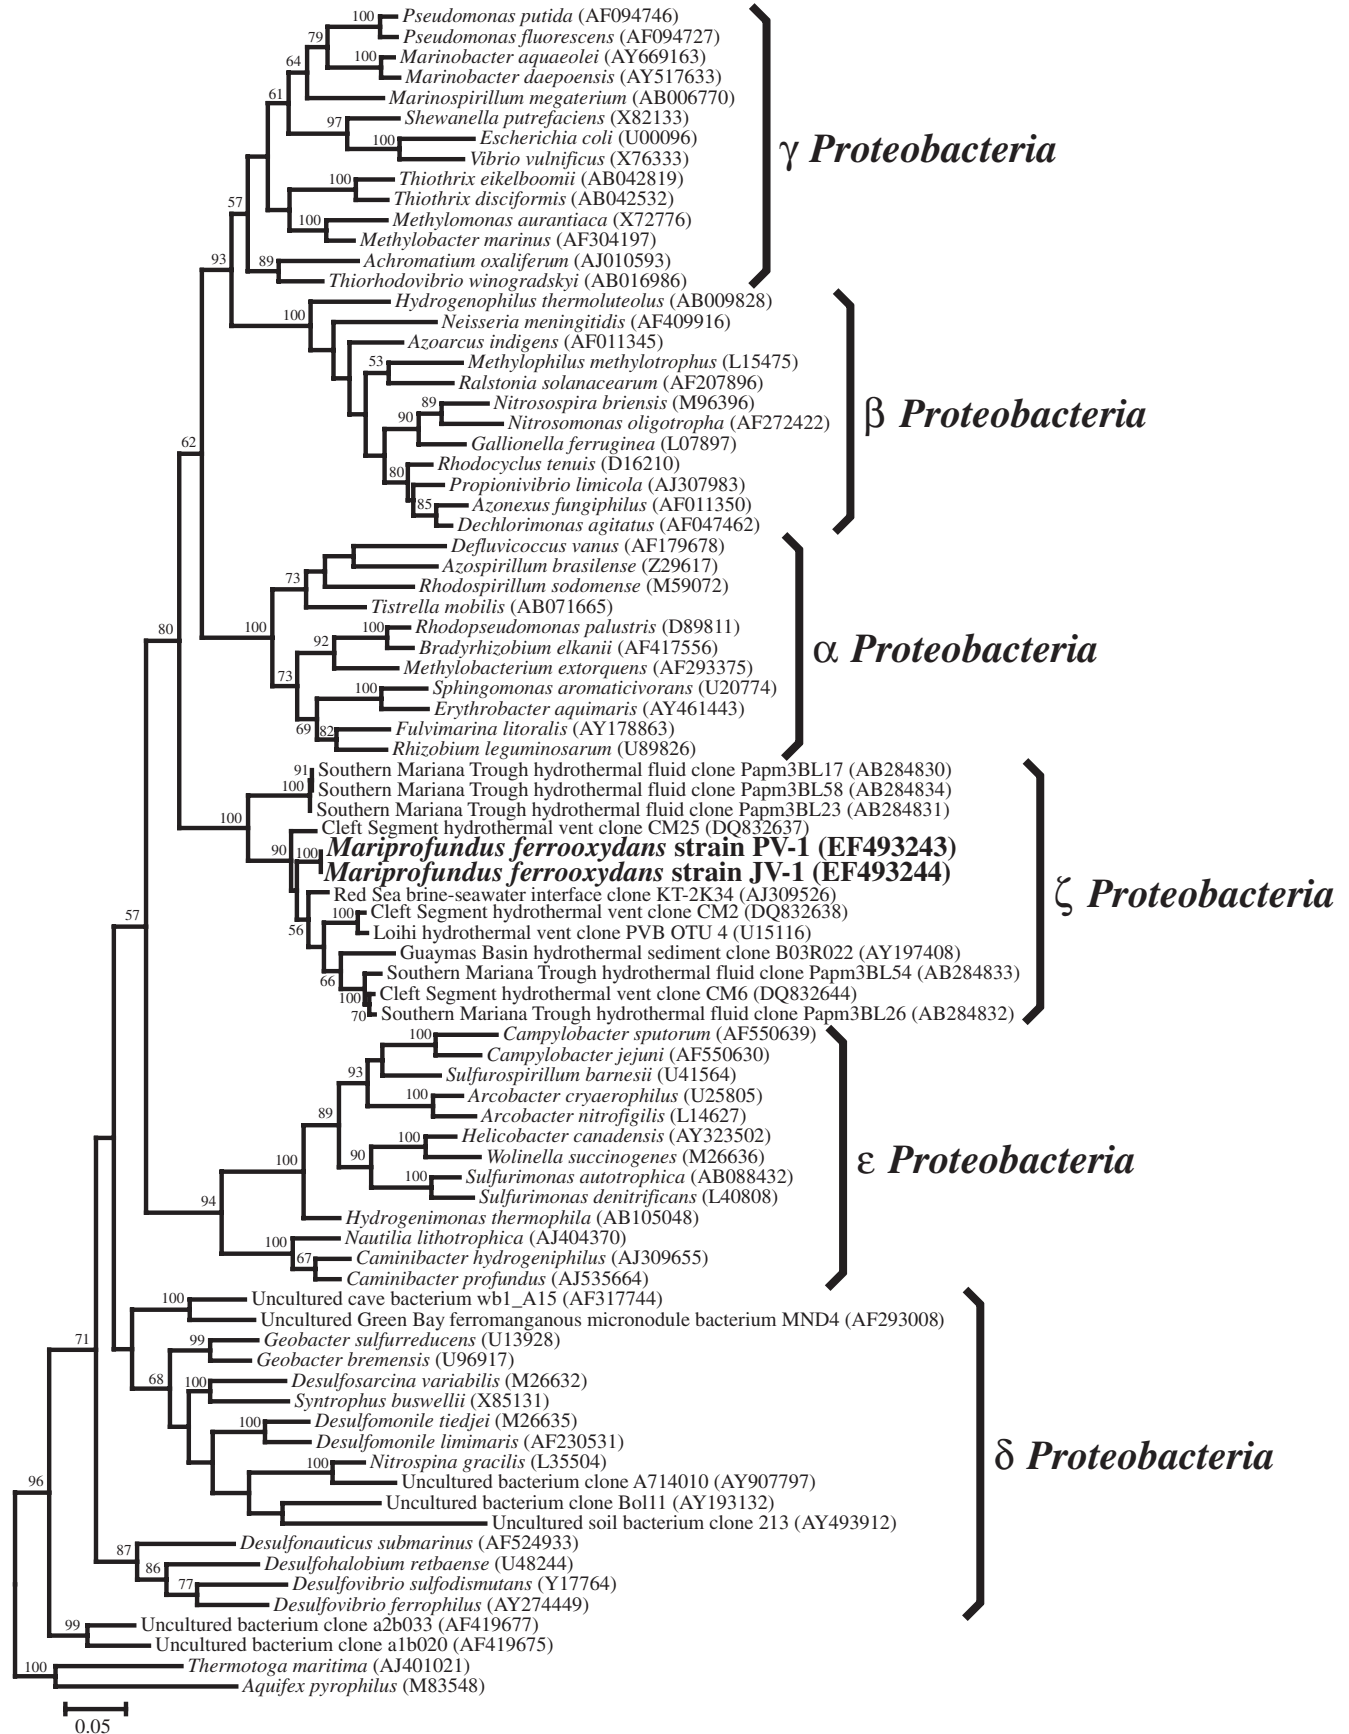 100 Pseudomonas putida (AF094746)
79 Pseudomonas fluorescens (AF094727)
64 100 Marinobacter aquaeolei (AY669163)
Marinobacter daepoensis (AY517633)
61 Marinospirillum megaterium (AB006770)
97 Shewanella putrefaciens (X82133)
100 Escherichia coli (U00096)
γ Proteobacteria
Vibrio vulnificus (X76333)
100 Thiothrix eikelboomii (AB042819)
57 Thiothrix disciformis (AB042532)
100 Methylomonas aurantiaca (X72776)
Methylobacter marinus (AF304197)
93 89 Achromatium oxaliferum (AJ010593)
Thiorhodovibrio winogradskyi (AB016986)
Hydrogenophilus thermoluteolus (AB009828)
100 Neisseria meningitidis (AF409916)
Azoarcus indigens (AF011345)
53 Methylophilus methylotrophus (L15475)
Ralstonia solanacearum (AF207896)
89 Nitrosospira briensis (M96396)
90 Nitrosomonas oligotropha (AF272422)
β Proteobacteria
62 Gallionella ferruginea (L07897)
80 Rhodocyclus tenuis (D16210)
Propionivibrio limicola (AJ307983)
85 Azonexus fungiphilus (AF011350)
Dechlorimonas agitatus (AF047462)
Defluvicoccus vanus (AF179678)
Azospirillum brasilense (Z29617)
73 Rhodospirillum sodomense (M59072)
Tistrella mobilis (AB071665)
80 100 100 Rhodopseudomonas palustris (D89811)
92 Bradyrhizobium elkanii (AF417556)
α Proteobacteria
Methylobacterium extorquens (AF293375)
73 100 Sphingomonas aromaticivorans (U20774)
Erythrobacter aquimaris (AY461443)
69 82 Fulvimarina litoralis (AY178863)
Rhizobium leguminosarum (U89826)
91 Southern Mariana Trough hydrothermal fluid clone Papm3BL17 (AB284830)
100 Southern Mariana Trough hydrothermal fluid clone Papm3BL58 (AB284834)
Southern Mariana Trough hydrothermal fluid clone Papm3BL23 (AB284831)
100 Cleft Segment hydrothermal vent clone CM25 (DQ832637)
90 100 Mariprofundus ferrooxydans strain PV-1 (EF493243)
Mariprofundus ferrooxydans strain JV-1 (EF493244)
Red Sea brine-seawater interface clone KT-2K34 (AJ309526)
ζ Proteobacteria
57 100 Cleft Segment hydrothermal vent clone CM2 (DQ832638)
56 Loihi hydrothermal vent clone PVB OTU 4 (U15116)
Guaymas Basin hydrothermal sediment clone B03R022 (AY197408)
66 Southern Mariana Trough hydrothermal fluid clone Papm3BL54 (AB284833)
100 Cleft Segment hydrothermal vent clone CM6 (DQ832644)
70 Southern Mariana Trough hydrothermal fluid clone Papm3BL26 (AB284832)
100 Campylobacter sputorum (AF550639)
Campylobacter jejuni (AF550630)
93 Sulfurospirillum barnesii (U41564)
100 Arcobacter cryaerophilus (U25805)
89 Arcobacter nitrofigilis (L14627)
100 Helicobacter canadensis (AY323502)
100 90 Wolinella succinogenes (M26636)
ε Proteobacteria
100 Sulfurimonas autotrophica (AB088432)
94 Sulfurimonas denitrificans (L40808)
Hydrogenimonas thermophila (AB105048)
100 Nautilia lithotrophica (AJ404370)
67 Caminibacter hydrogeniphilus (AJ309655)
Caminibacter profundus (AJ535664)
100 Uncultured cave bacterium wb1_A15 (AF317744)
Uncultured Green Bay ferromanganous micronodule bacterium MND4 (AF293008)
71 99 Geobacter sulfurreducens (U13928)
Geobacter bremensis (U96917)
68 100 Desulfosarcina variabilis (M26632)
Syntrophus buswellii (X85131)
100 Desulfomonile tiedjei (M26635)
Desulfomonile limimaris (AF230531)
δ Proteobacteria
100 Nitrospina gracilis (L35504)
96 Uncultured bacterium clone A714010 (AY907797)
Uncultured bacterium clone Bol11 (AY193132)
Uncultured soil bacterium clone 213 (AY493912)
87 Desulfonauticus submarinus (AF524933)
86 Desulfohalobium retbaense (U48244)
77 Desulfovibrio sulfodismutans (Y17764)
Desulfovibrio ferrophilus (AY274449)
99 Uncultured bacterium clone a2b033 (AF419677)
Uncultured bacterium clone a1b020 (AF419675)
100 Thermotoga maritima (AJ401021)
Aquifex pyrophilus (M83548)
0.05